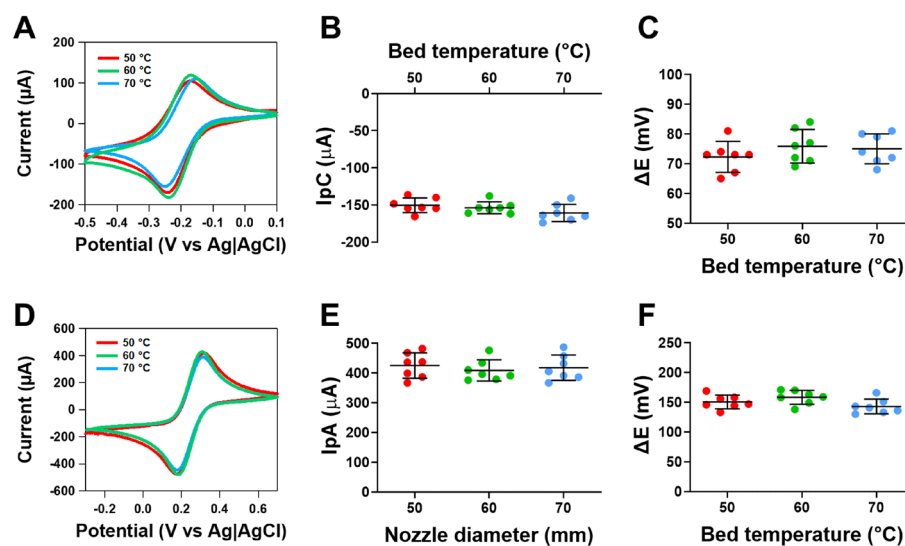 A
200
100
0
-100
-200
Current (µA)
50 °C
60 °C
70 °C
-0.5 -0.4 -0.3 -0.2 -0.1 0.0 0.1
Potential (V vs Ag|AgCl)
B
Bed temperature (°C)
50 60 70
0
-50
-100
-150
-200
IpC (µA)
C
90
80
70
60
50
100
ΔE (mV)
50 60 70
Bed temperature (°C)
D
600
400
200
0
-200
-400
-600
Current (µA)
50 °C
60 °C
70 °C
-0.2 0.0 0.2 0.4 0.6
Potential (V vs Ag|AgCl)
E
500
400
300
200
100
0
IpA (µA)
50 60 70
Nozzle diameter (mm)
F
250
200
150
100
50
0
ΔE (mV)
50 60 70
Bed temperature (°C)